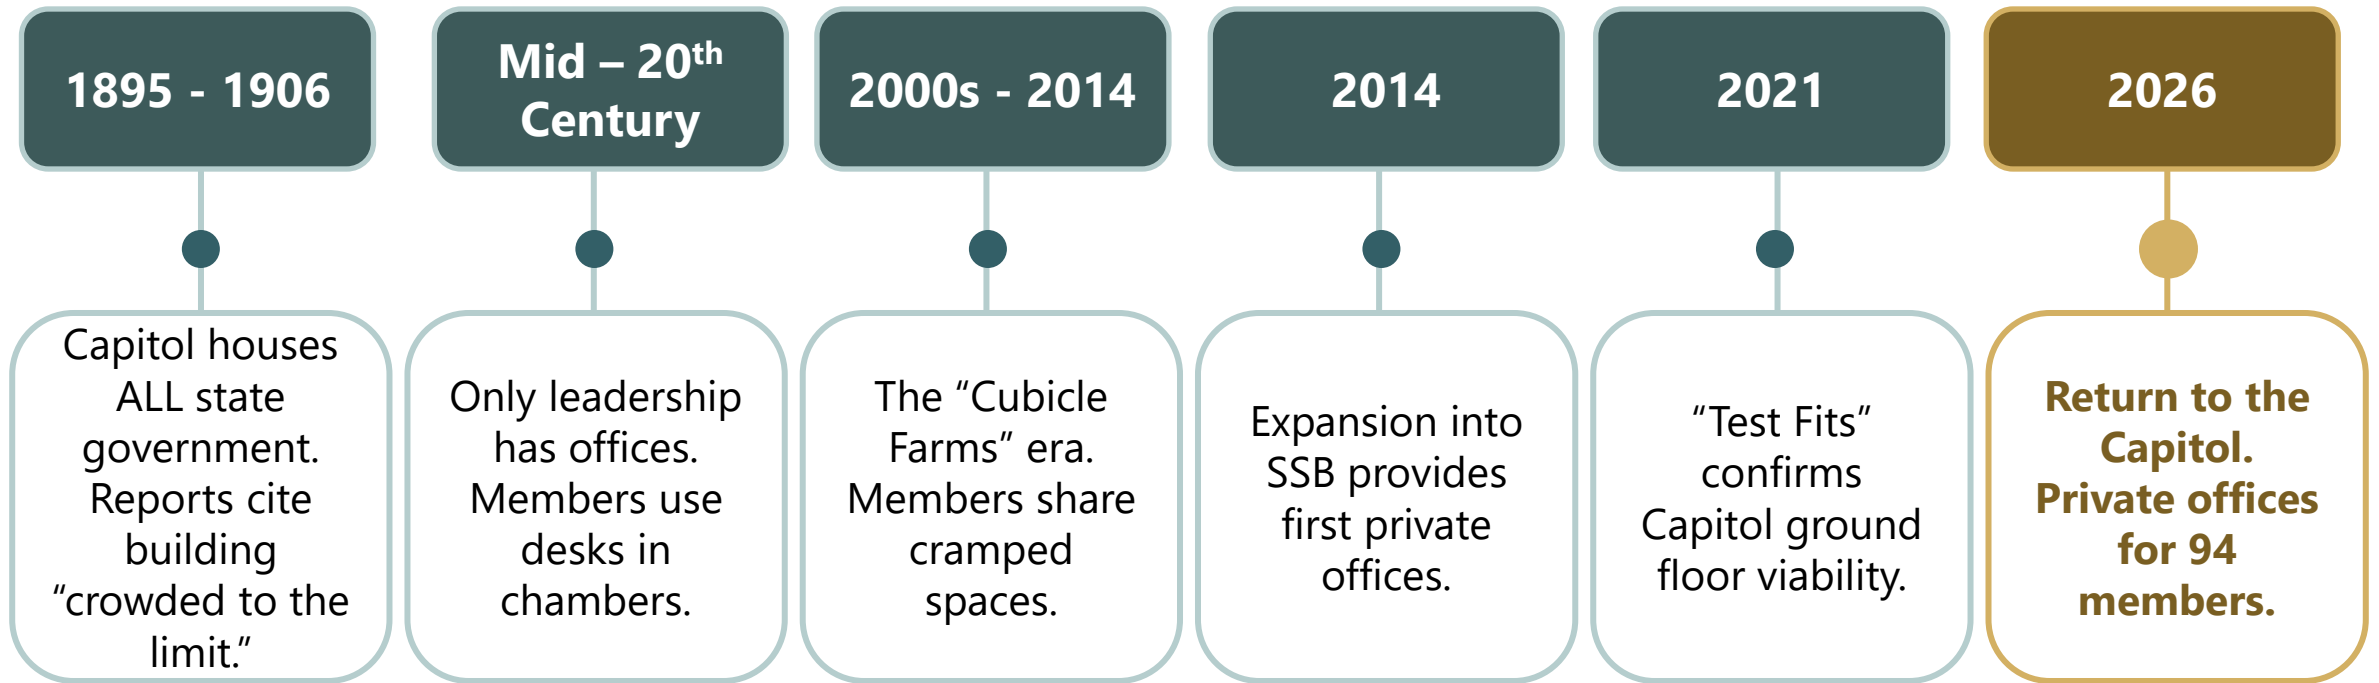 1895 - 1906
Capitol houses
ALL state
government.
Reports cite
building
“crowded to the
limit.”
Mid – 20th
Century
Only leadership
has offices.
Members use
desks in
chambers.
2000s - 2014
The “Cubicle
Farms” era.
Members share
cramped
spaces.
2014
Expansion into
SSB provides
first private
offices.
2021
“Test Fits”
confirms
Capitol ground
floor viability.
2026
Return to the
Capitol.
Private offices
for 94
members.